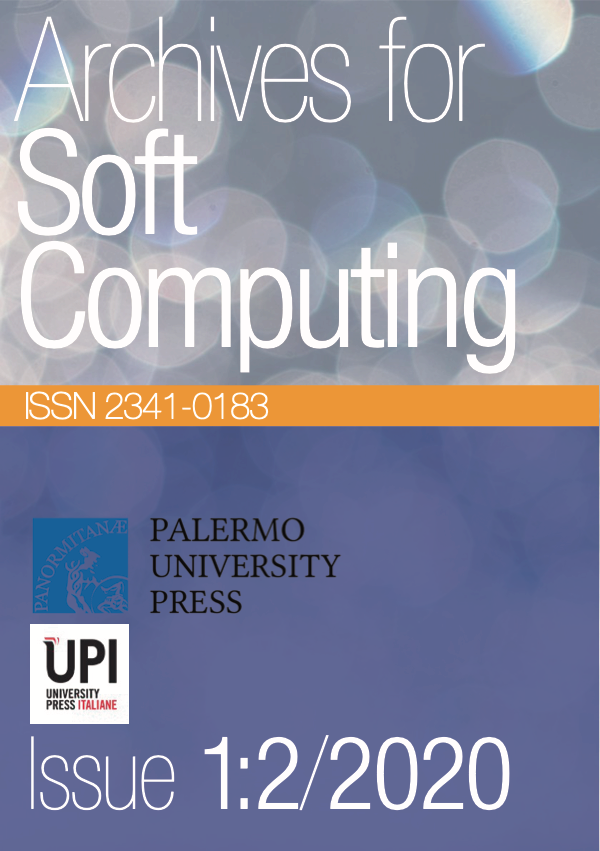 Archives for
Soft
Computing
ISSN 2341-0183
PANORMITANÆ
PALERMO
UNIVERSITY
PRESS
UPI
UNIVERSITY
PRESS ITALIANE
Issue 1:2/2020